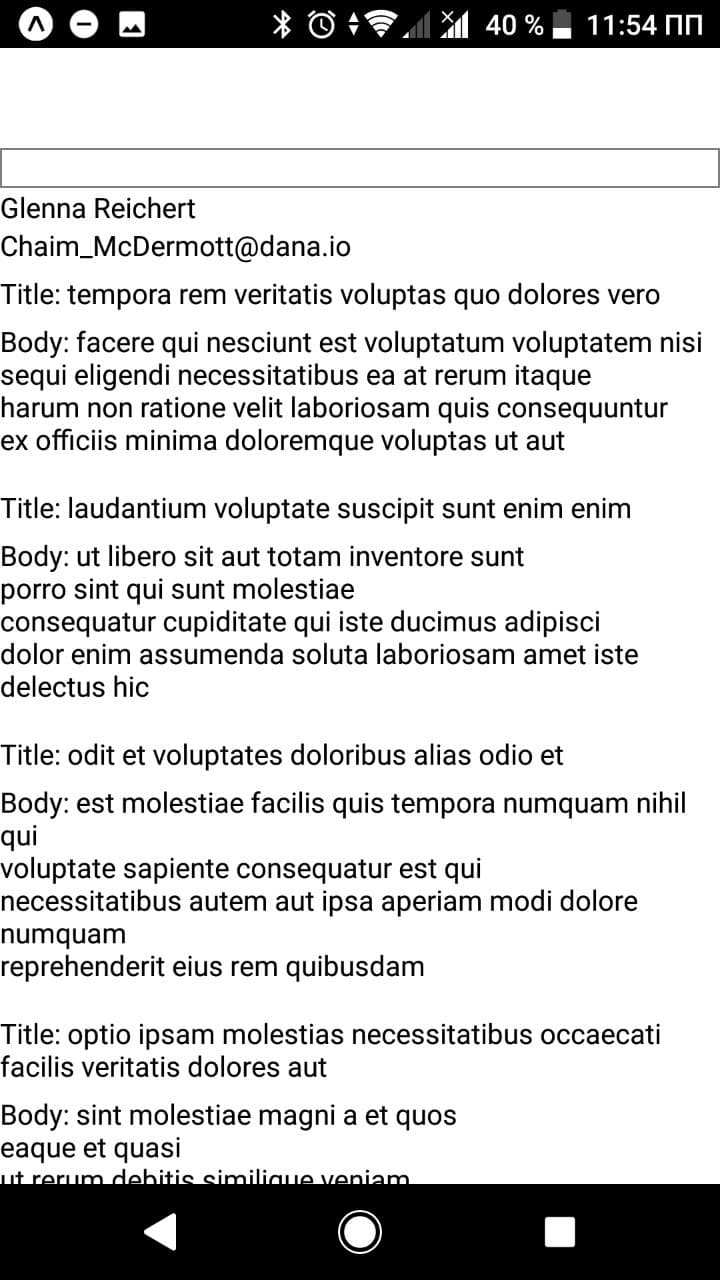 40 % 11:54 ПП
Glenna Reichert
Chaim_McDermott@dana.io
Title: tempora rem veritatis voluptas quo dolores vero
Body: facere qui nesciunt est voluptatum voluptatem nisi
sequi eligendi necessitatibus ea at rerum itaque
harum non ratione velit laboriosam quis consequuntur
ex officiis minima doloremque voluptas ut aut
Title: laudantium voluptate suscipit sunt enim enim
Body: ut libero sit aut totam inventore sunt
porro sint qui sunt molestiae
consequatur cupiditate qui iste ducimus adipisci
dolor enim assumenda soluta laboriosam amet iste
delectus hic
Title: odit et voluptates doloribus alias odio et
Body: est molestiae facilis quis tempora numquam nihil
qui
voluptate sapiente consequatur est qui
necessitatibus autem aut ipsa aperiam modi dolore
numquam
reprehenderit eius rem quibusdam
Title: optio ipsam molestias necessitatibus occaecati
facilis veritatis dolores aut
Body: sint molestiae magni a et quos
eaque et quasi
ut rerum debitis similique veniam